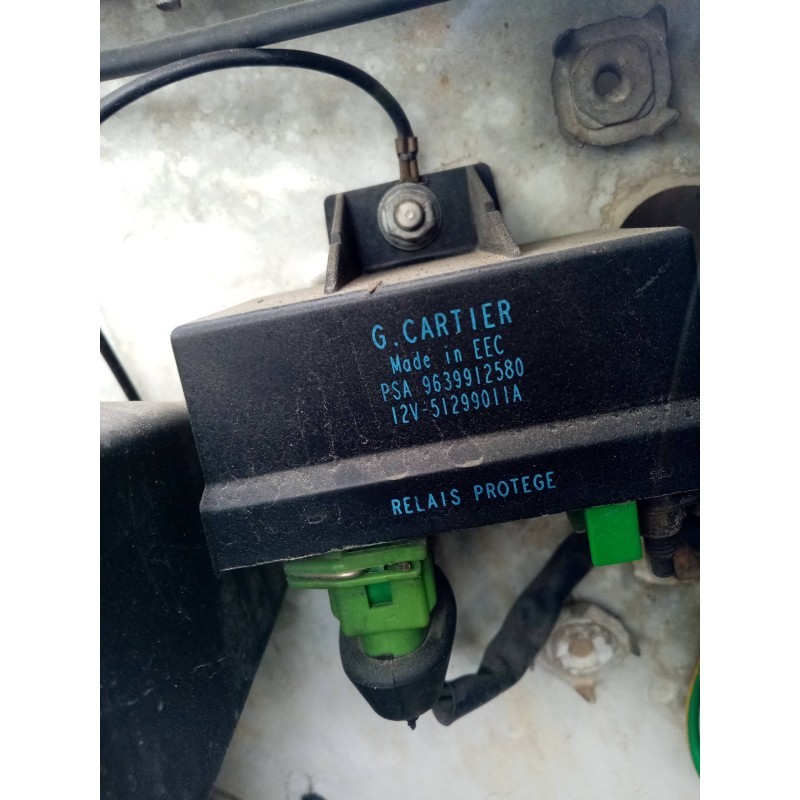 G. CARTIER
Made in EEC
PSA 9639912580
12V-51299011A
RELAIS PROTEGE